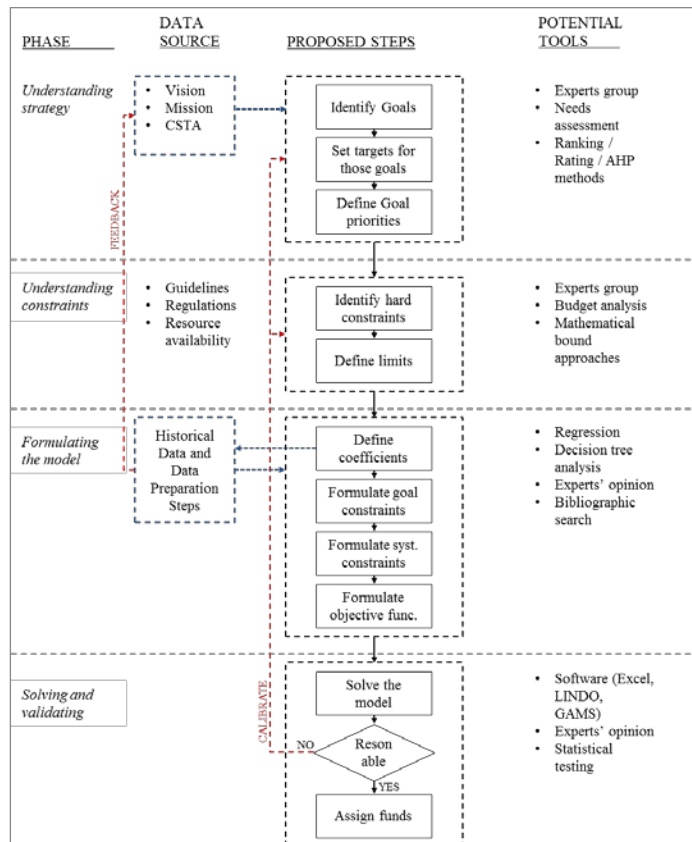 PHASE
DATA
SOURCE
PROPOSED STEPS
POTENTIAL
TOOLS
Understanding
strategy
• Vision
• Mission
• CSTA
Identify Goals
Set targets for
those goals
Define Goal
priorities
• Experts group
• Needs
assessment
• Ranking /
Rating / AHP
methods
FEEDBACK
Understanding
constraints
• Guidelines
• Regulations
• Resource
availability
Identify hard
constraints
Define limits
• Experts group
• Budget analysis
• Mathematical
bound
approaches
Formulating
the model
Historical
Data and
Data
Preparation
Steps
Define
coefficients
Formulate goal
constraints
Formulate syst.
constraints
Formulate
objective func.
• Regression
• Decision tree
analysis
• Experts' opinion
• Bibliographic
search
Solving and
validating
CALIBRATE
Solve the
model
NO
Reson
able
YES
Assign funds
• Software (Excel,
LINDO,
GAMS)
• Experts' opinion
• Statistical
testing